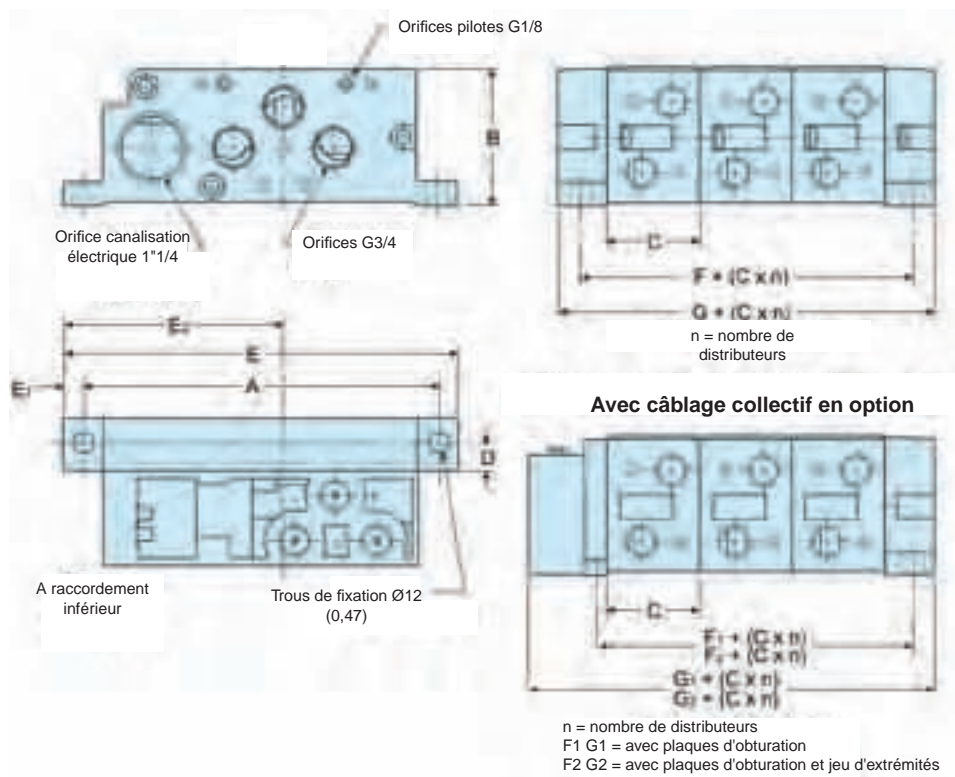 Orifices pilotes G1/8
B
Orifice canalisation
électrique 1"1/4
Orifices G3/4
C
F + (C x n)
G + (C x n)
n = nombre de
distributeurs
E
A
D
A raccordement
inférieur
Trous de fixation Ø12
(0,47)
Avec câblage collectif en option
C
F1 + (C x n)
F2 + (C x n)
G1 + (C x n)
G2 + (C x n)
n = nombre de distributeurs
F1 G1 = avec plaques d'obturation
F2 G2 = avec plaques d'obturation et jeu d'extrémités